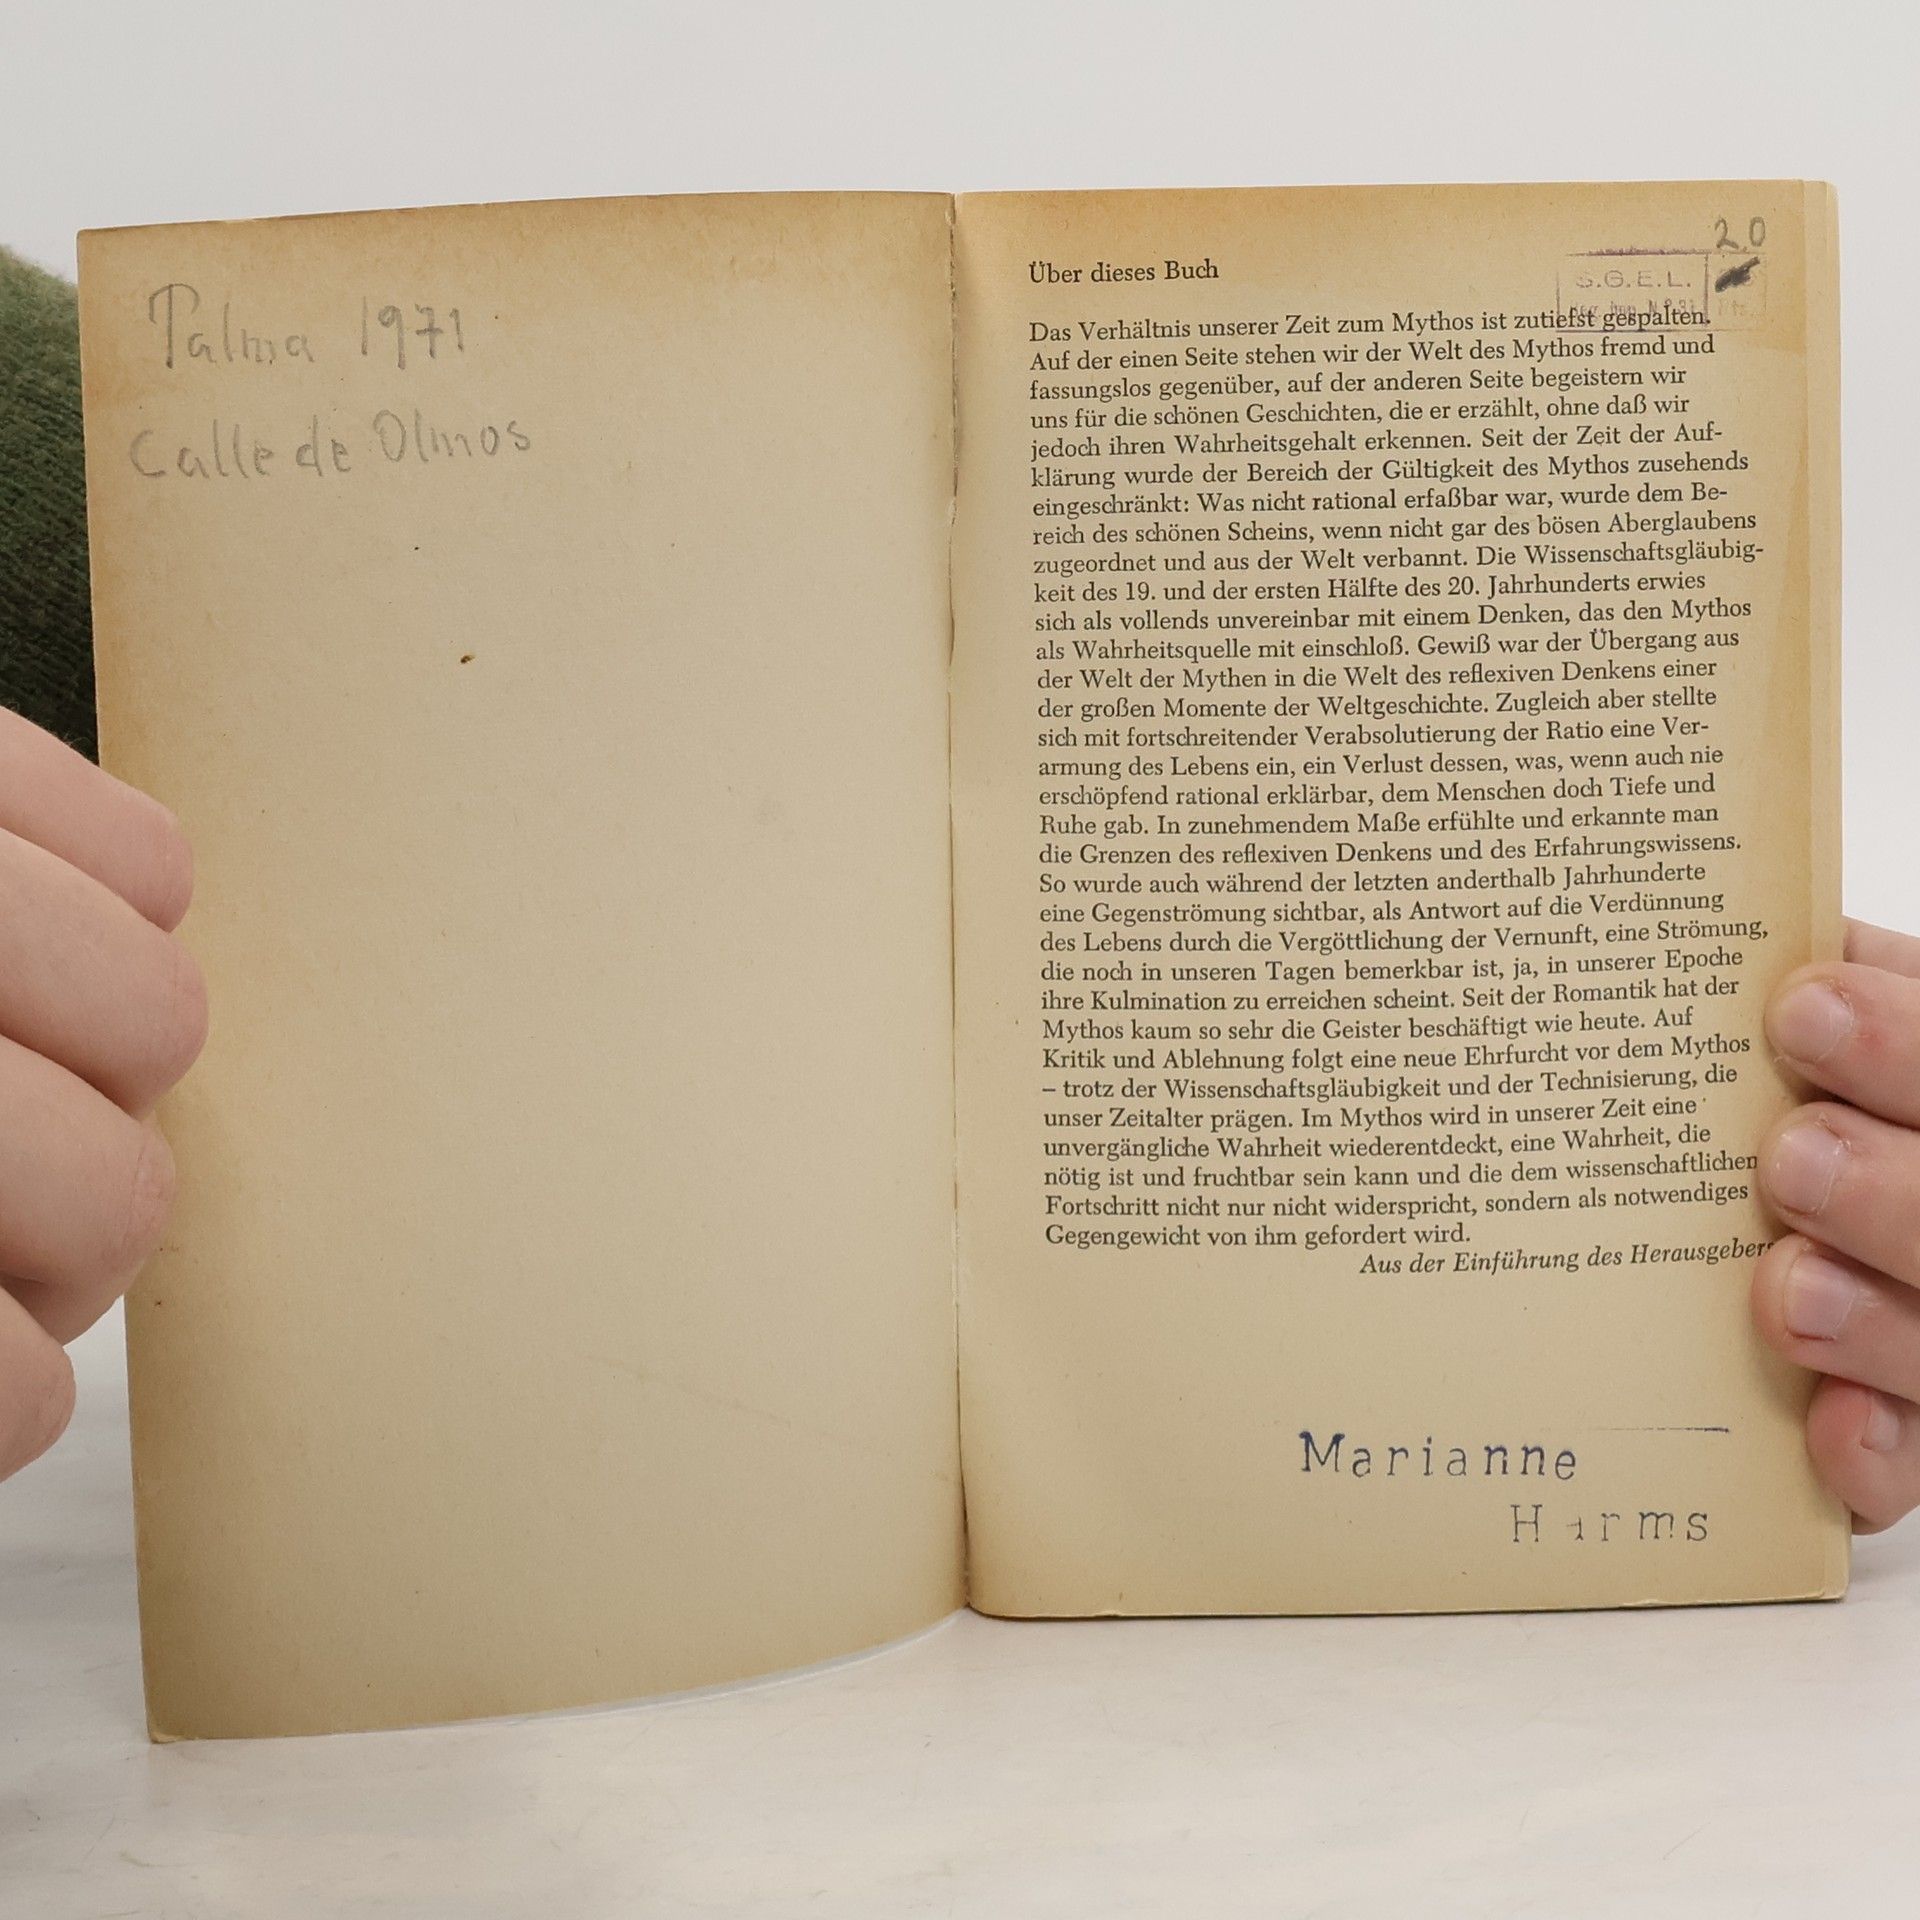 Palma 1971
Calle de Olmos
20
S.G.E.L.
Über dieses Buch
Das Verhältnis unserer Zeit zum Mythos ist zutiefst gespalten.
Auf der einen Seite stehen wir der Welt des Mythos fremd und
fassungslos gegenüber, auf der anderen Seite begeistern wir
uns für die schönen Geschichten, die er erzählt, ohne daß wir
jedoch ihren Wahrheitsgehalt erkennen. Seit der Zeit der Auf-
klärung wurde der Bereich der Gültigkeit des Mythos zusehends
eingeschränkt: Was nicht rational erfaßbar war, wurde dem Be-
reich des schönen Scheins, wenn nicht gar des bösen Aberglaubens
zugeordnet und aus der Welt verbannt. Die Wissenschaftsgläubig-
keit des 19. und der ersten Hälfte des 20. Jahrhunderts erwies
sich als vollends unvereinbar mit einem Denken, das den Mythos
als Wahrheitsquelle mit einschloß. Gewiß war der Übergang aus
der Welt der Mythen in die Welt des reflexiven Denkens einer
der großen Momente der Weltgeschichte. Zugleich aber stellte
sich mit fortschreitender Verabsolutierung der Ratio eine Ver-
armung des Lebens ein, ein Verlust dessen, was, wenn auch nie
erschöpfend rational erklärbar, dem Menschen doch Tiefe und
Ruhe gab. In zunehmendem Maße erfühlte und erkannte man
die Grenzen des reflexiven Denkens und des Erfahrungswissens.
So wurde auch während der letzten anderthalb Jahrhunderte
eine Gegenströmung sichtbar, als Antwort auf die Verdünnung
des Lebens durch die Vergöttlichung der Vernunft, eine Strömung,
die noch in unseren Tagen bemerkbar ist, ja, in unserer Epoche
ihre Kulmination zu erreichen scheint. Seit der Romantik hat der
Mythos kaum so sehr die Geister beschäftigt wie heute. Auf
Kritik und Ablehnung folgt eine neue Ehrfurcht vor dem Mythos
– trotz der Wissenschaftsgläubigkeit und der Technisierung, die
unser Zeitalter prägen. Im Mythos wird in unserer Zeit eine
unvergängliche Wahrheit wiederentdeckt, eine Wahrheit, die
nötig ist und fruchtbar sein kann und die dem wissenschaftlichen
Fortschritt nicht nur nicht widerspricht, sondern als notwendiges
Gegengewicht von ihm gefordert wird.
Aus der Einführung des Herausgebers
Marianne
Harms